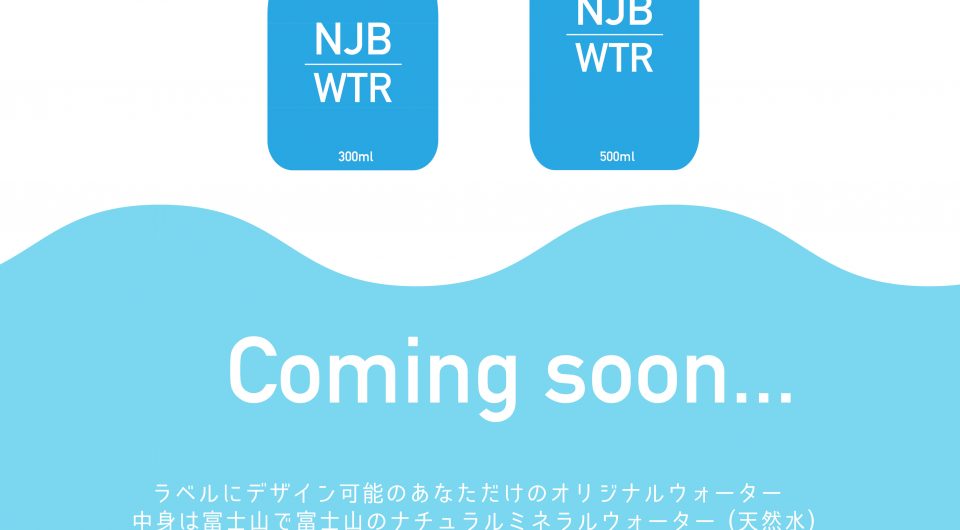 NJB
WTR
300ml
NJB
WTR
500ml
Coming soon...
ラベルにデザイン可能のあなただけのオリジナルウォーター
中身は富士山で富士山のナチュラルミネラルウォーター（天然水）